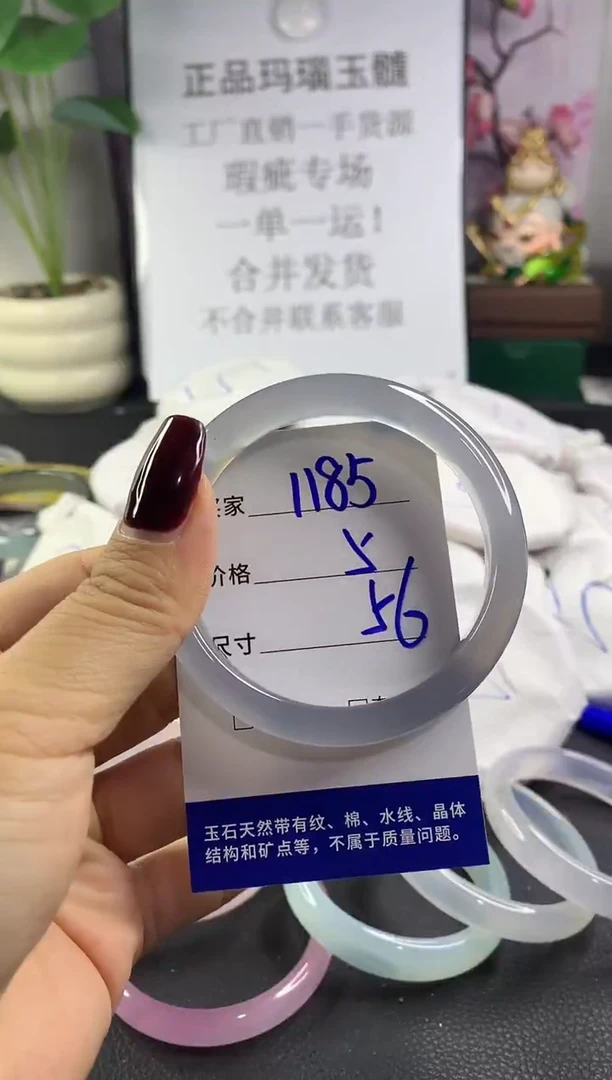 正品玛瑙玉髓
工厂直销一手货源
瑕疵专场
一单一运!
合并发货
不合并联系客服
家 1185
价格 5
尺寸 56
玉石天然带有纹、棉、水线、晶体
结构和矿点等，不属于质量问题。